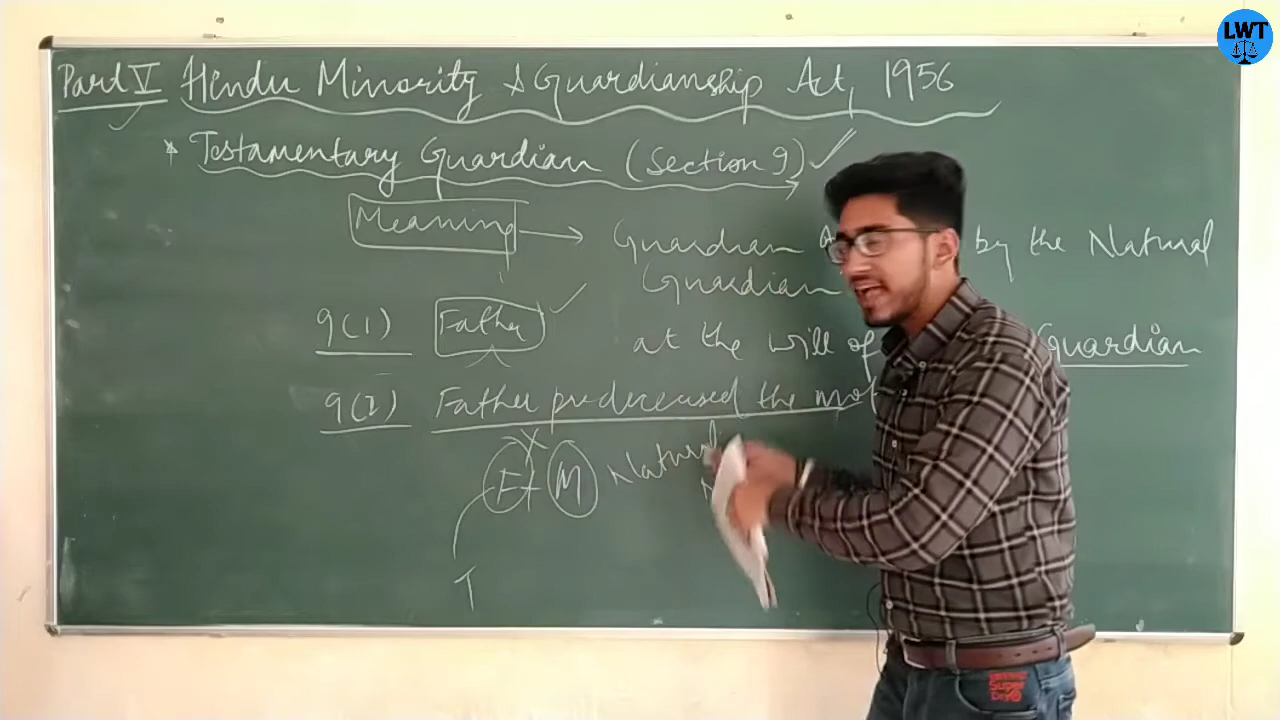 LWT
Part V Hindu Minority & Guardianship Act, 1956
* Testamentary Guardian (Section 9)
Meaning → Guardian by the Natural
Guardian
9(1) Father at the will of Guardian
9(2) Father predeceased the mot
F M Natural
T